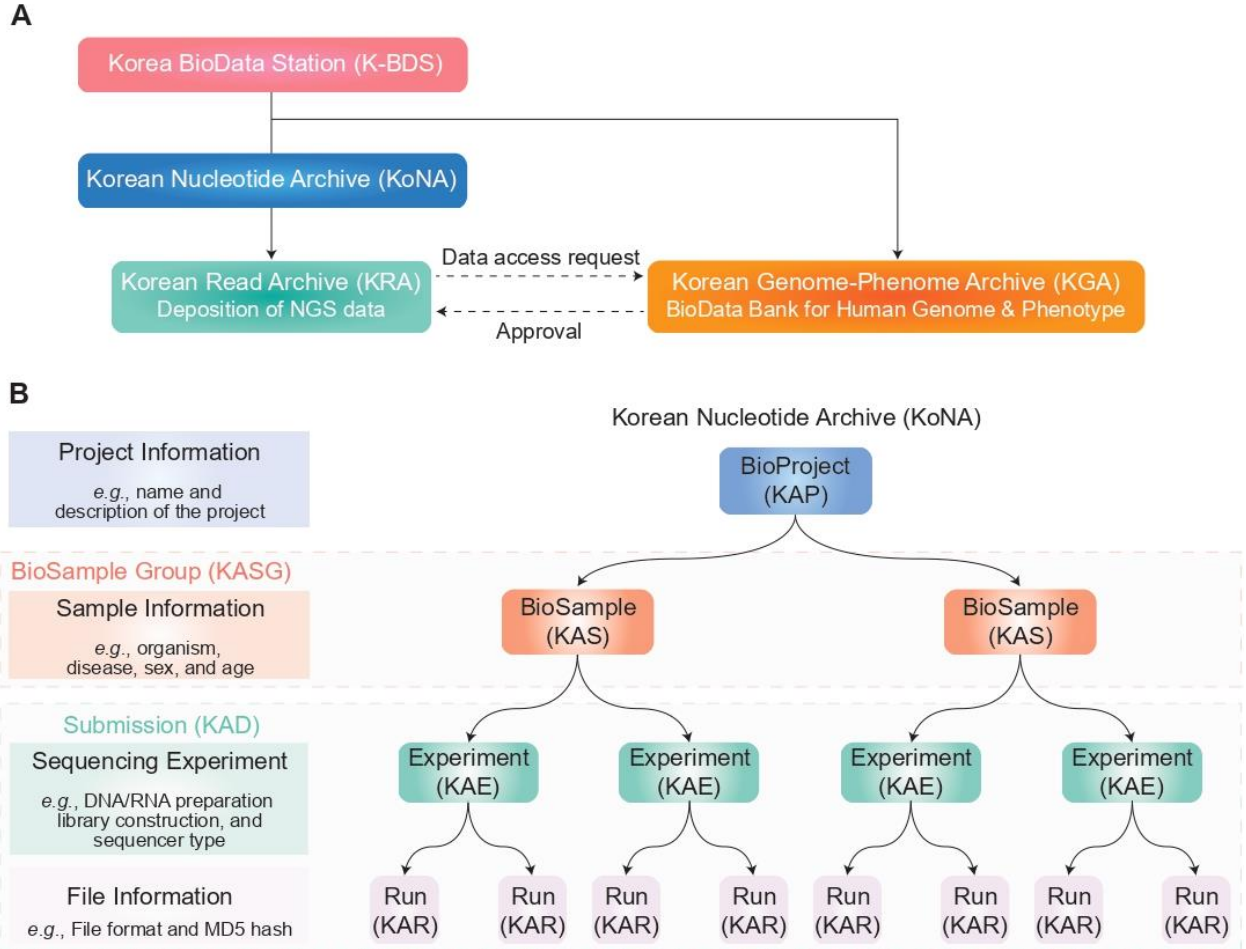 A
Korea BioData Station (K-BDS)
Korean Nucleotide Archive (KoNA)
Korean Read Archive (KRA)
Deposition of NGS data
Data access request
Approval
Korean Genome-Phenome Archive (KGA)
BioData Bank for Human Genome & Phenotype
B
Korean Nucleotide Archive (KoNA)
Project Information
e.g., name and
description of the project
BioProject
(KAP)
BioSample Group (KASG)
Sample Information
e.g., organism,
disease, sex, and age
BioSample
(KAS)
BioSample
(KAS)
Submission (KAD)
Sequencing Experiment
e.g., DNA/RNA preparation
library construction, and
sequencer type
Experiment
(KAE)
Experiment
(KAE)
Experiment
(KAE)
Experiment
(KAE)
File Information
e.g., File format and MD5 hash
Run
(KAR)
Run
(KAR)
Run
(KAR)
Run
(KAR)
Run
(KAR)
Run
(KAR)
Run
(KAR)
Run
(KAR)